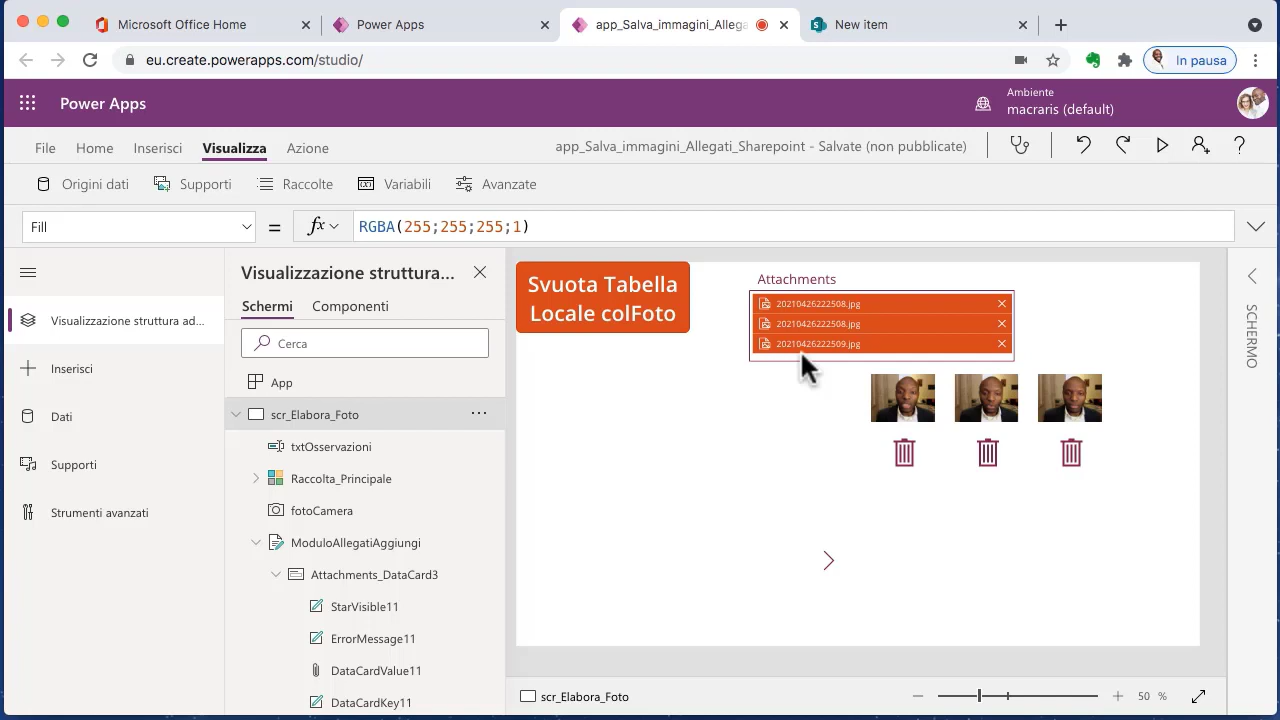 Microsoft Office Home
Power Apps
app_Salva_immagini_Alleg
New item
eu.create.powerapps.com/studio/
In pausa
Power Apps
Ambiente
macraris (default)
File
Home
Inserisci
Visualizza
Azione
app_Salva_immagini_Allegati_Sharepoint - Salvate (non pubblicate)
Origini dati
Supporti
Raccolte
Variabili
Avanzate
Fill
=
fx
RGBA(255;255;255;1)
Visualizzazione struttura ad...
Inserisci
Dati
Supporti
Strumenti avanzati
Visualizzazione struttura...
Schermi
Componenti
Cerca
App
scr_Elabora_Foto
txtOsservazioni
Raccolta_Principale
fotoCamera
ModuloAllegatiAggiungi
Attachments_DataCard3
StarVisible11
ErrorMessage11
DataCardValue11
DataCardKey11
Svuota Tabella
Locale colFoto
Attachments
20210426222508.jpg
20210426222508.jpg
20210426222509.jpg
SCHERMO
scr_Elabora_Foto
50 %